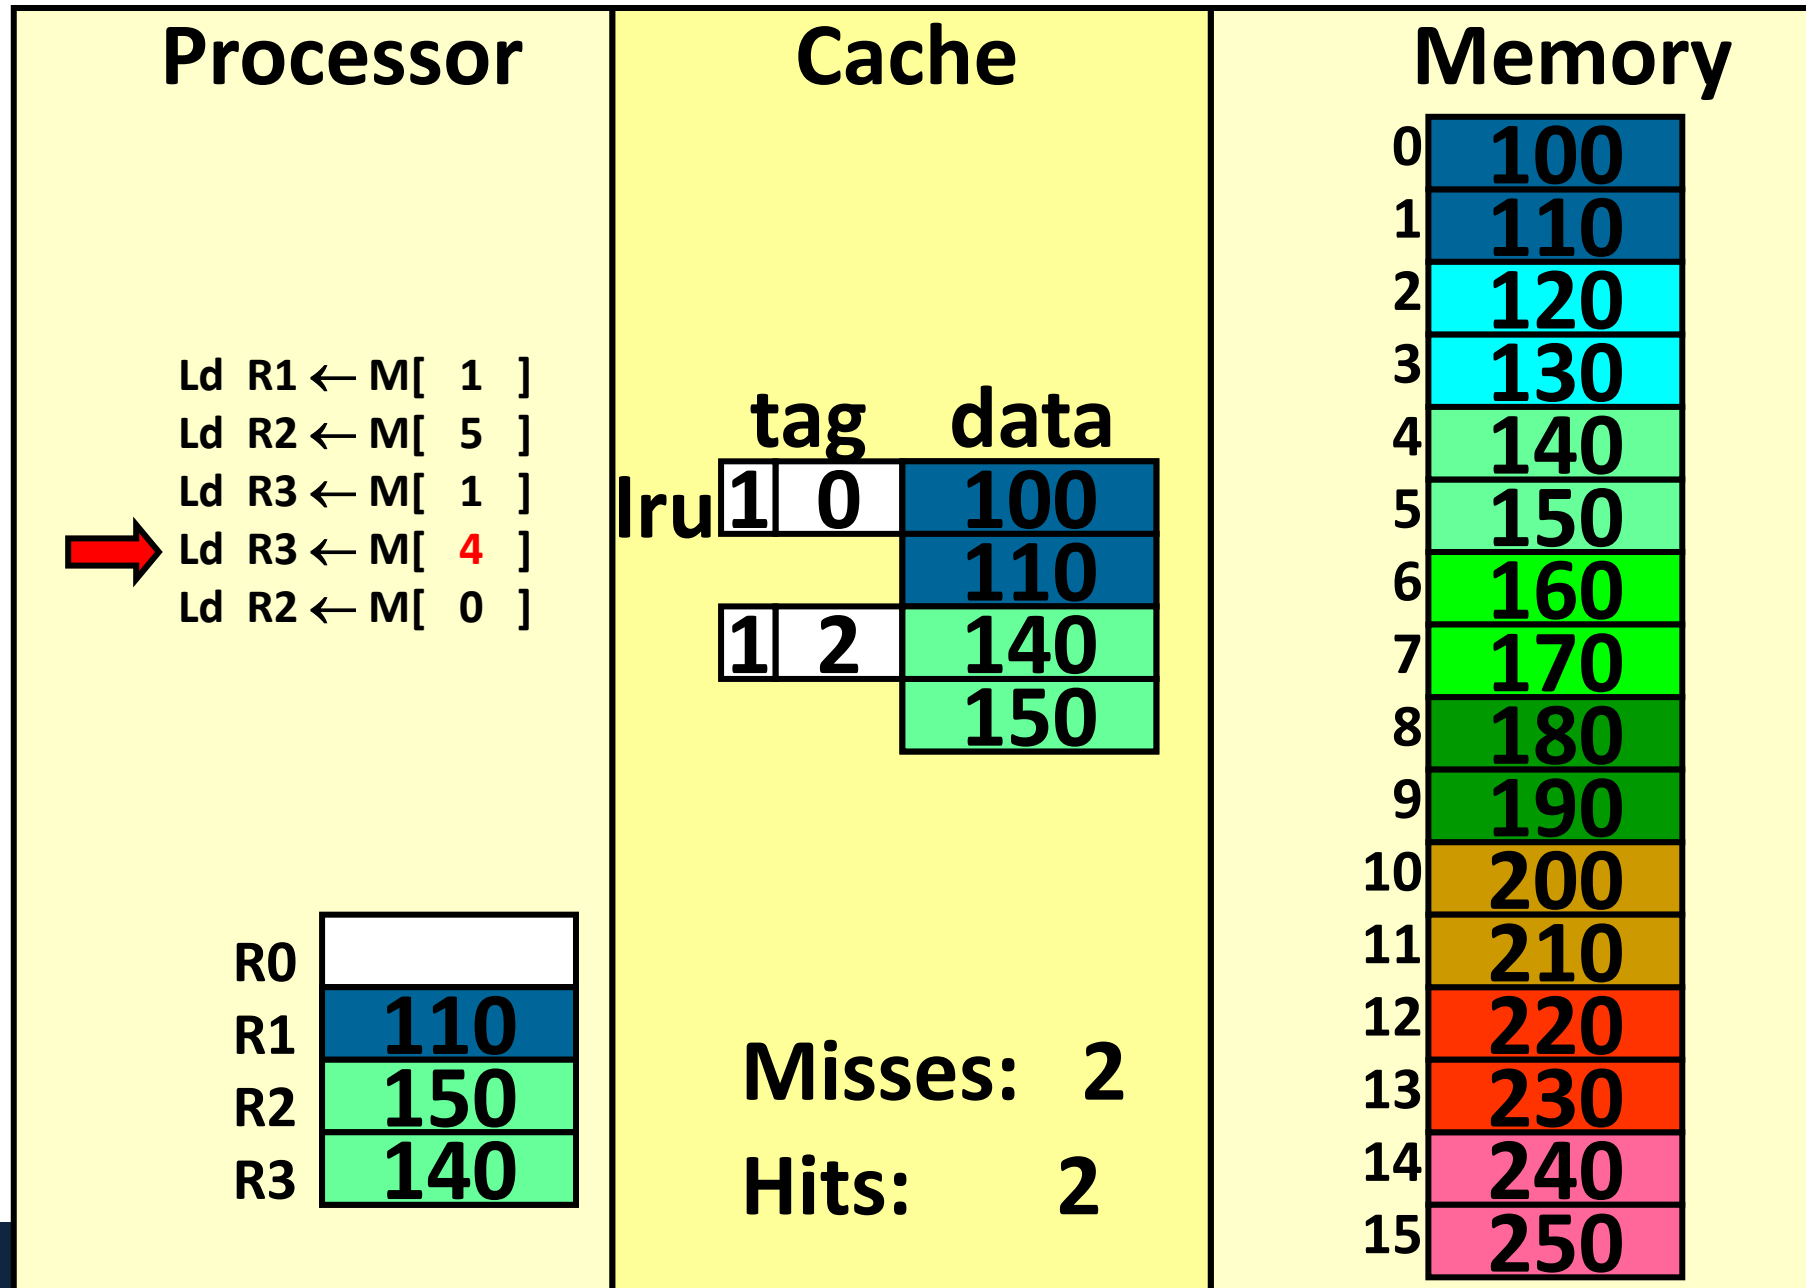 Processor
Ld R1 ← M[ 1 ]
Ld R2 ← M[ 5 ]
Ld R3 ← M[ 1 ]
Ld R3 ← M[ 4 ]
Ld R2 ← M[ 0 ]
R0
R1 110
R2 150
R3 140
Cache
tag data
lru 1 0 100
110
1 2 140
150
Misses: 2
Hits: 2
Memory
0 100
1 110
2 120
3 130
4 140
5 150
6 160
7 170
8 180
9 190
10 200
11 210
12 220
13 230
14 240
15 250